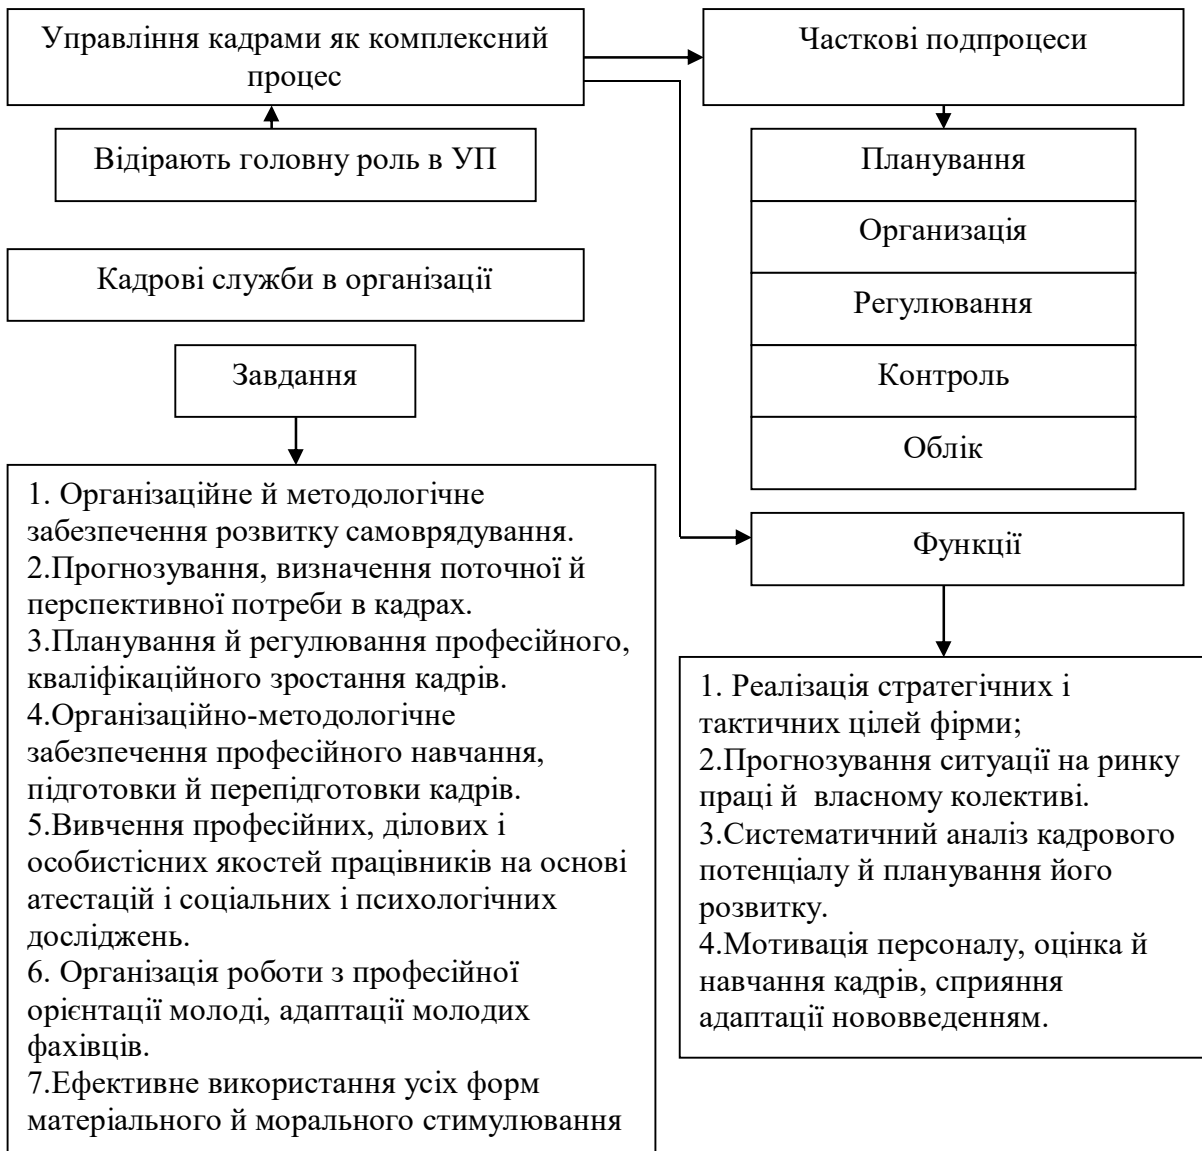 Управління кадрами як комплексний
процес
Часткові подпроцеси
Відірають головну роль в УП
Планування
Организація
Регулювання
Контроль
Облік
Кадрові служби в організації
Завдання
1. Організаційне й методологічне
забезпечення розвитку самоврядування.
2.Прогнозування, визначення поточної й
перспективної потреби в кадрах.
3.Планування й регулювання професійного,
кваліфікаційного зростання кадрів.
4.Організаційно-методологічне
забезпечення професійного навчання,
підготовки й перепідготовки кадрів.
5.Вивчення професійних, ділових і
особистісних якостей працівників на основі
атестацій і соціальних і психологічних
досліджень.
6. Організація роботи з професійної
орієнтації молоді, адаптації молодих
фахівців.
7.Ефективне використання усіх форм
матеріального й морального стимулювання
Функції
1. Реалізація стратегічних і
тактичних цілей фірми;
2.Прогнозування ситуації на ринку
праці й  власному колективі.
3.Систематичний аналіз кадрового
потенціалу й планування його
розвитку.
4.Мотивація персоналу, оцінка й
навчання кадрів, сприяння
адаптації нововведенням.